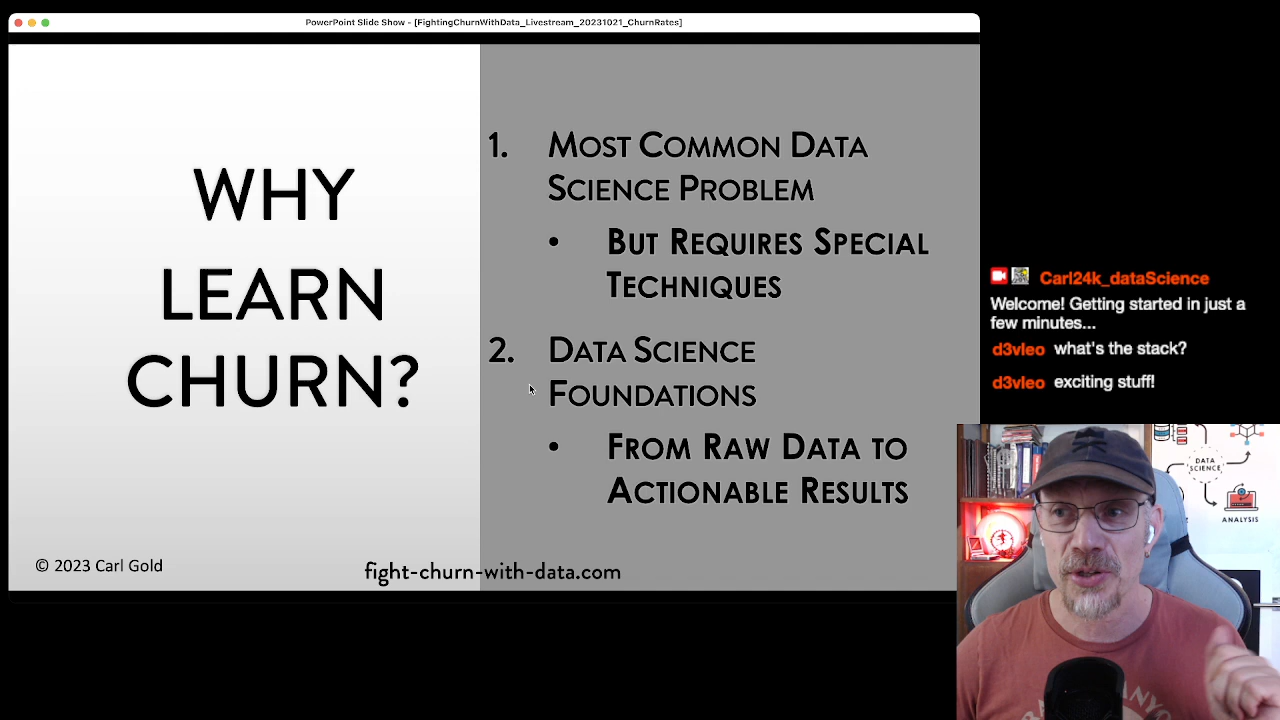 PowerPoint Slide Show - [FightingChurnWithData_Livestream_20231021_ChurnRates]
WHY
LEARN
CHURN?
1. MOST COMMON DATA
SCIENCE PROBLEM
• BUT REQUIRES SPECIAL
TECHNIQUES
2. DATA SCIENCE
FOUNDATIONS
• FROM RAW DATA TO
ACTIONABLE RESULTS
© 2023 Carl Gold
fight-churn-with-data.com
Carl24k_dataScience
Welcome! Getting started in just a
few minutes...
d3vleo what's the stack?
d3vleo exciting stuff!
DATA
SCIENCE
ANALYSIS